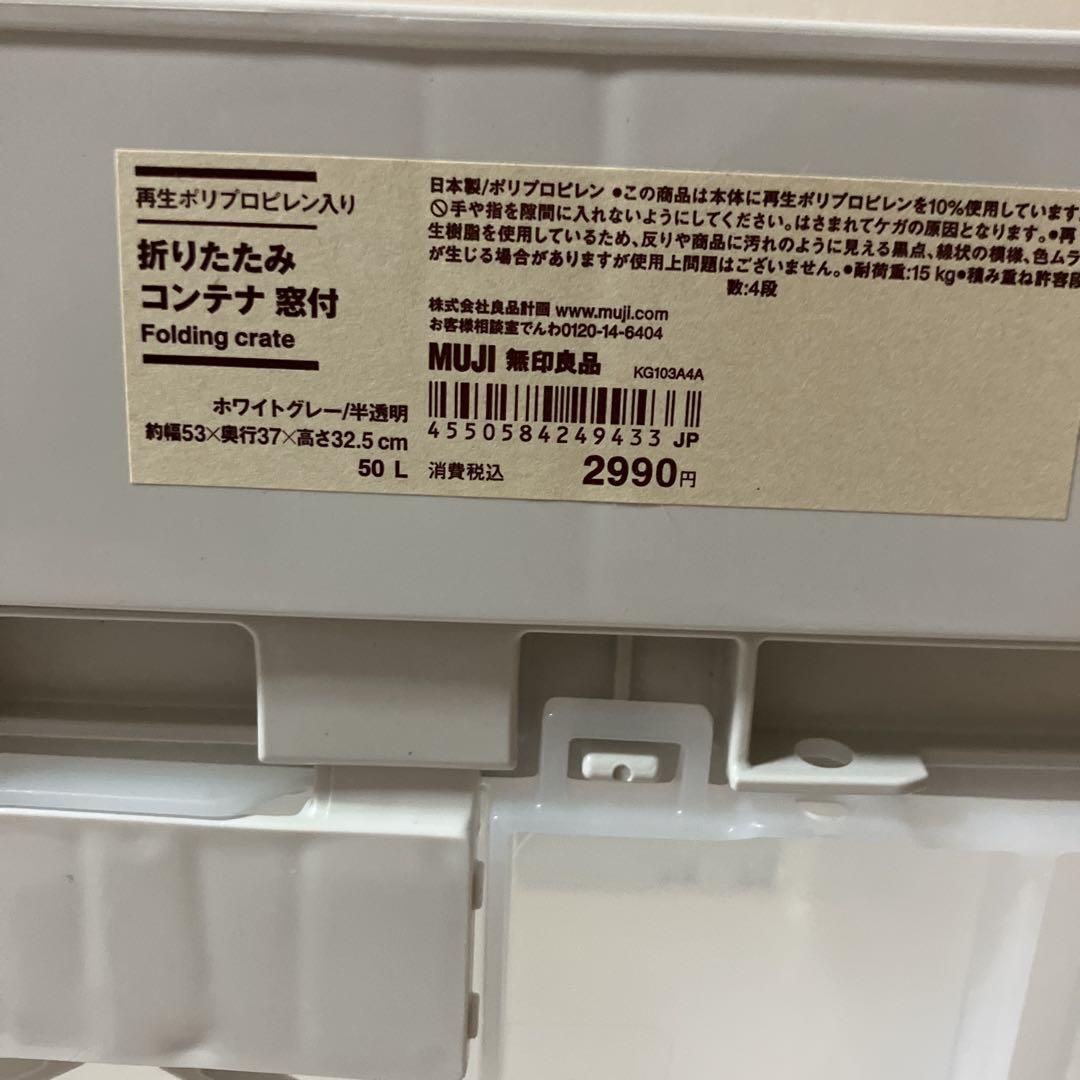 再生ポリプロピレン入り
折りたたみ
コンテナ 窓付
Folding crate
ホワイトグレー/半透明
約幅53×奥行37×高さ32.5cm
50 L
日本製/ポリプロピレン ●この商品は本体に再生ポリプロピレンを10%使用しています。
🚫手や指を隙間に入れないようにしてください。はさまれてケガの原因となります。●再
生樹脂を使用しているため、反りや商品に汚れのように見える黒点、線状の模様、色ムラ
が生じる場合がありますが使用上問題はございません。●耐荷重:15 kg●積み重ね許容段
数:4段
株式会社良品計画 www.muji.com
お客様相談室でんわ0120-14-6404
MUJI 無印良品 KG103A4A
4550584249433 JP
消費税込 2990円